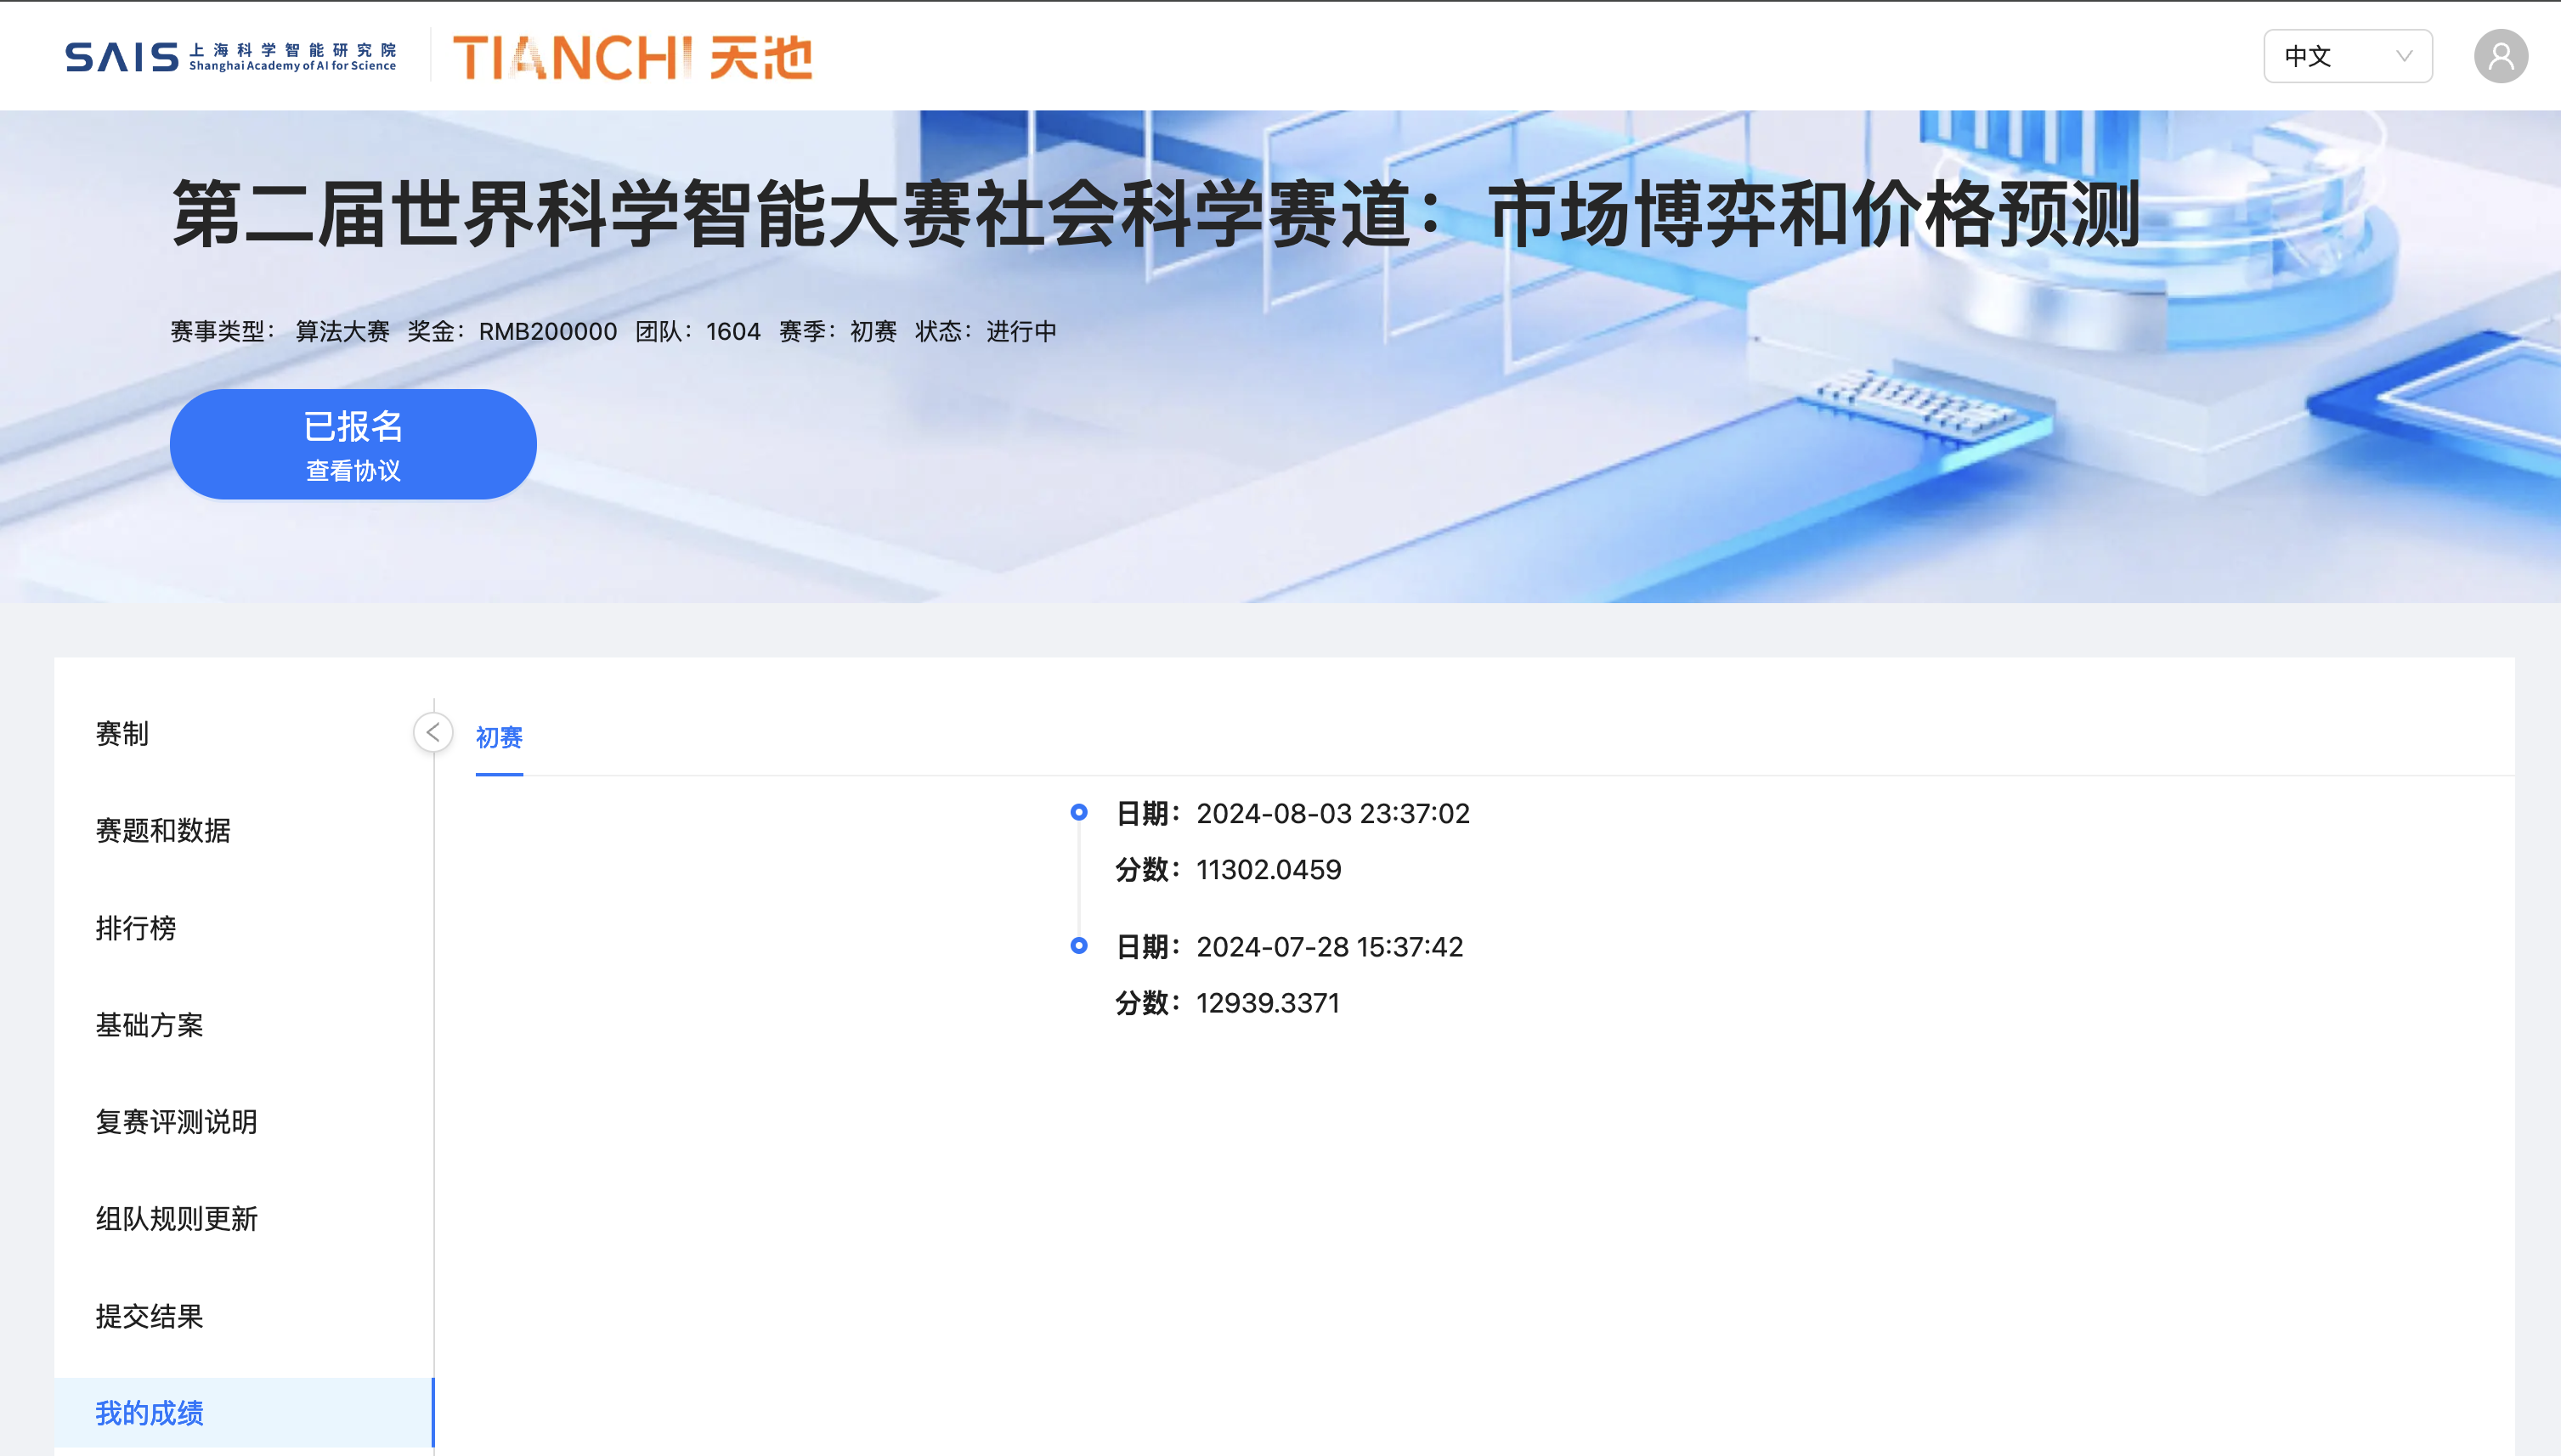 SAIS 上海科学智能研究院
Shanghai Academy of AI for Science
TIANCHI 天池
中文
第二届世界科学智能大赛社会科学赛道：市场博弈和价格预测
赛事类型： 算法大赛 奖金：RMB200000 团队：1604 赛季：初赛 状态：进行中
已报名
查看协议
赛制
赛题和数据
排行榜
基础方案
复赛评测说明
组队规则更新
提交结果
我的成绩
初赛
日期：2024-08-03 23:37:02
分数：11302.0459
日期：2024-07-28 15:37:42
分数：12939.3371